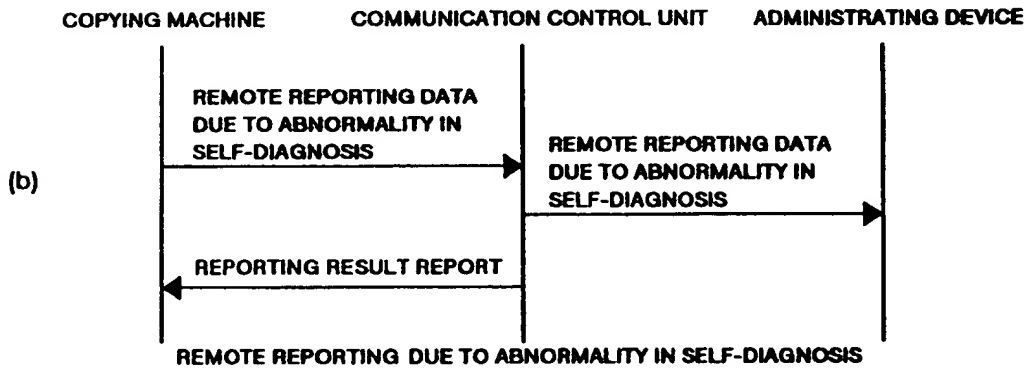 COPYING MACHINE COMMUNICATION CONTROL UNIT ADMINISTRATING DEVICE
REMOTE REPORTING DATA
DUE TO ABNORMALITY IN
SELF-DIAGNOSIS
REMOTE REPORTING DATA
DUE TO ABNORMALITY IN
SELF-DIAGNOSIS
(b)
REPORTING RESULT REPORT
REMOTE REPORTING DUE TO ABNORMALITY IN SELF-DIAGNOSIS